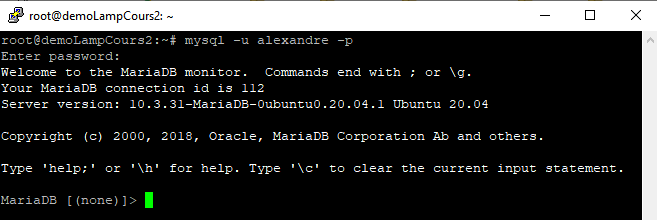 root@demoLampCours2: ~
root@demoLampCours2:~# mysql -u alexandre -p
Enter password:
Welcome to the MariaDB monitor.  Commands end with ; or \g.
Your MariaDB connection id is 112
Server version: 10.3.31-MariaDB-0ubuntu0.20.04.1 Ubuntu 20.04
Copyright (c) 2000, 2018, Oracle, MariaDB Corporation Ab and others.
Type 'help;' or '\h' for help. Type '\c' to clear the current input statement.
MariaDB [(none)]>